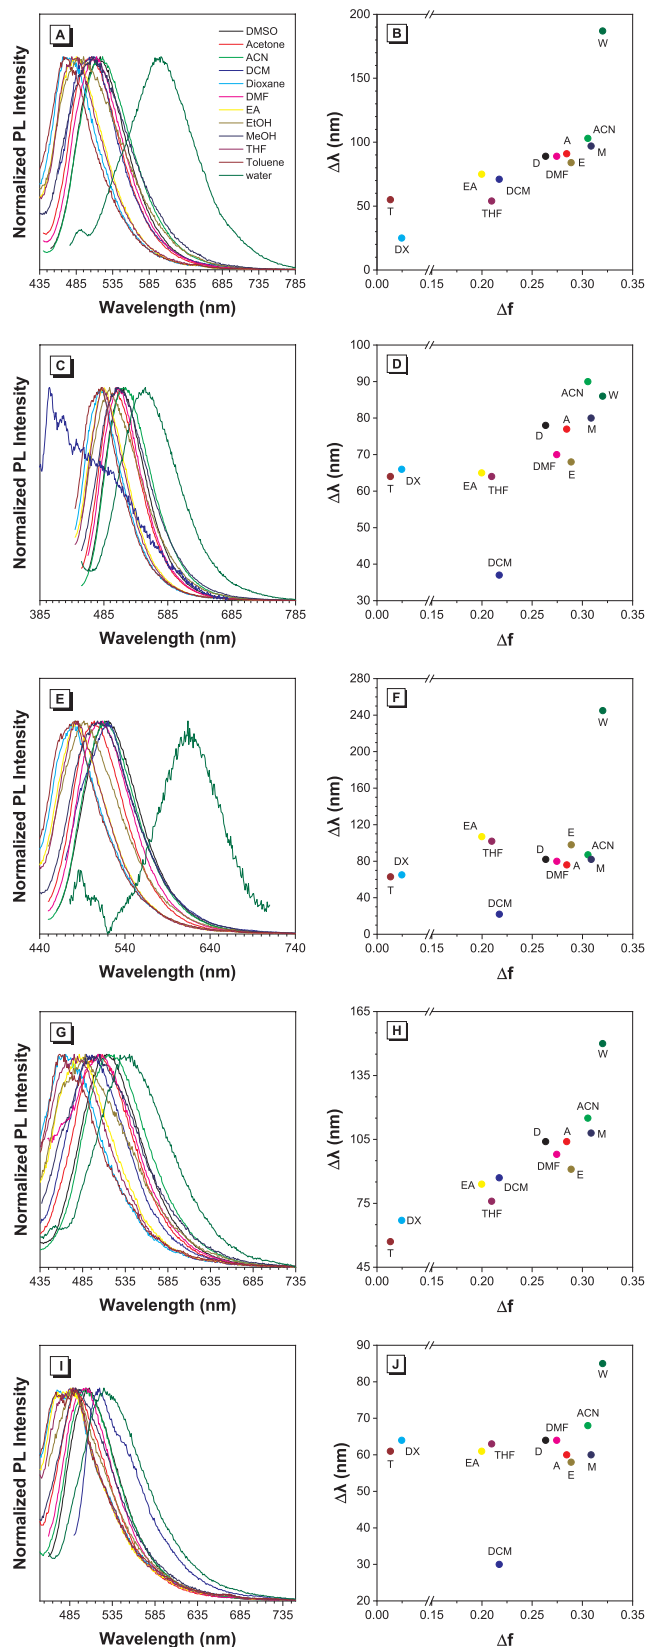 A
DMSO
Acetone
ACN
DCM
Dioxane
DMF
EA
EtOH
MeOH
THF
Toluene
water
Normalized PL Intensity
435 485 535 585 635 685 735 785
Wavelength (nm)
B
200
150
100
50
0
Δλ (nm)
W
ACN
A
M
D
DMF
E
EA
DCM
THF
T
DX
0.00 0.15 0.20 0.25 0.30 0.35
Δf
C
Normalized PL Intensity
385 485 585 685 785
Wavelength (nm)
D
100
90
80
70
60
50
40
30
Δλ (nm)
ACN
W
A
M
D
DMF
E
T
DX
EA
THF
DCM
0.00 0.15 0.20 0.25 0.30 0.35
Δf
E
Normalized PL Intensity
440 540 640 740
Wavelength (nm)
F
280
240
200
160
120
80
40
0
Δλ (nm)
W
EA
THF
E
D
ACN
DMF
A
M
DX
T
DCM
0.00 0.15 0.20 0.25 0.30 0.35
Δf
G
Normalized PL Intensity
435 485 535 585 635 685 735
Wavelength (nm)
H
165
135
105
75
45
Δλ (nm)
W
ACN
D
A
M
DMF
E
EA
DCM
THF
DX
T
0.00 0.15 0.20 0.25 0.30 0.35
Δf
I
Normalized PL Intensity
485 535 585 635 685 735
Wavelength (nm)
J
90
80
70
60
50
40
30
20
Δλ (nm)
W
ACN
DMF
DX
T
EA
THF
D
A
E
M
DCM
0.00 0.15 0.20 0.25 0.30 0.35
Δf